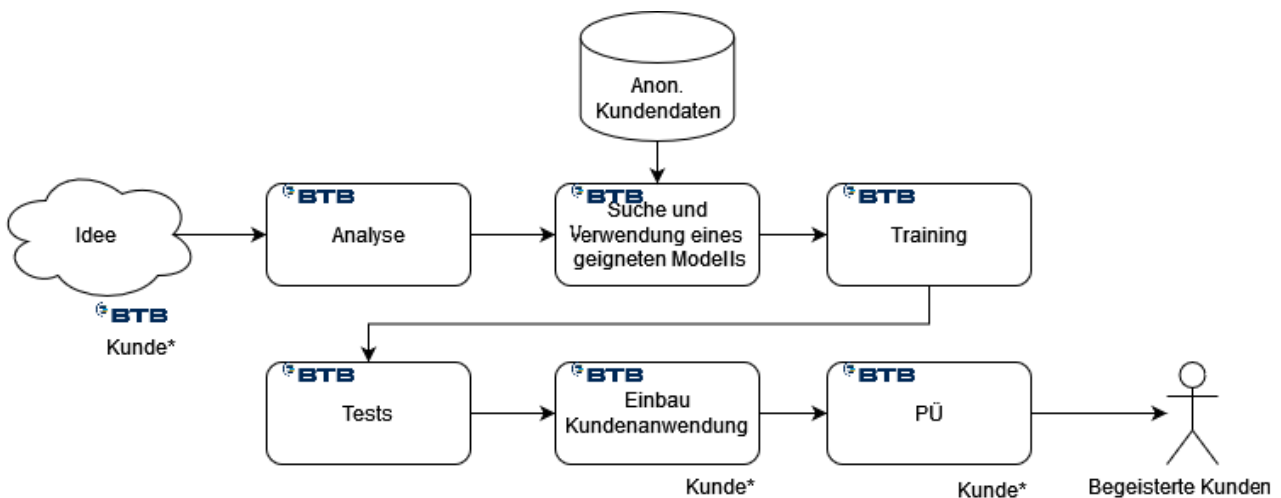 Anon.
Kundendaten
Idee
BTB
Kunde*
BTB
Analyse
BTB
Suche und
Verwendung eines
geigneten Modells
BTB
Training
BTB
Tests
BTB
Einbau
Kundenanwendung
Kunde*
BTB
PÜ
Kunde*
Begeisterte Kunden